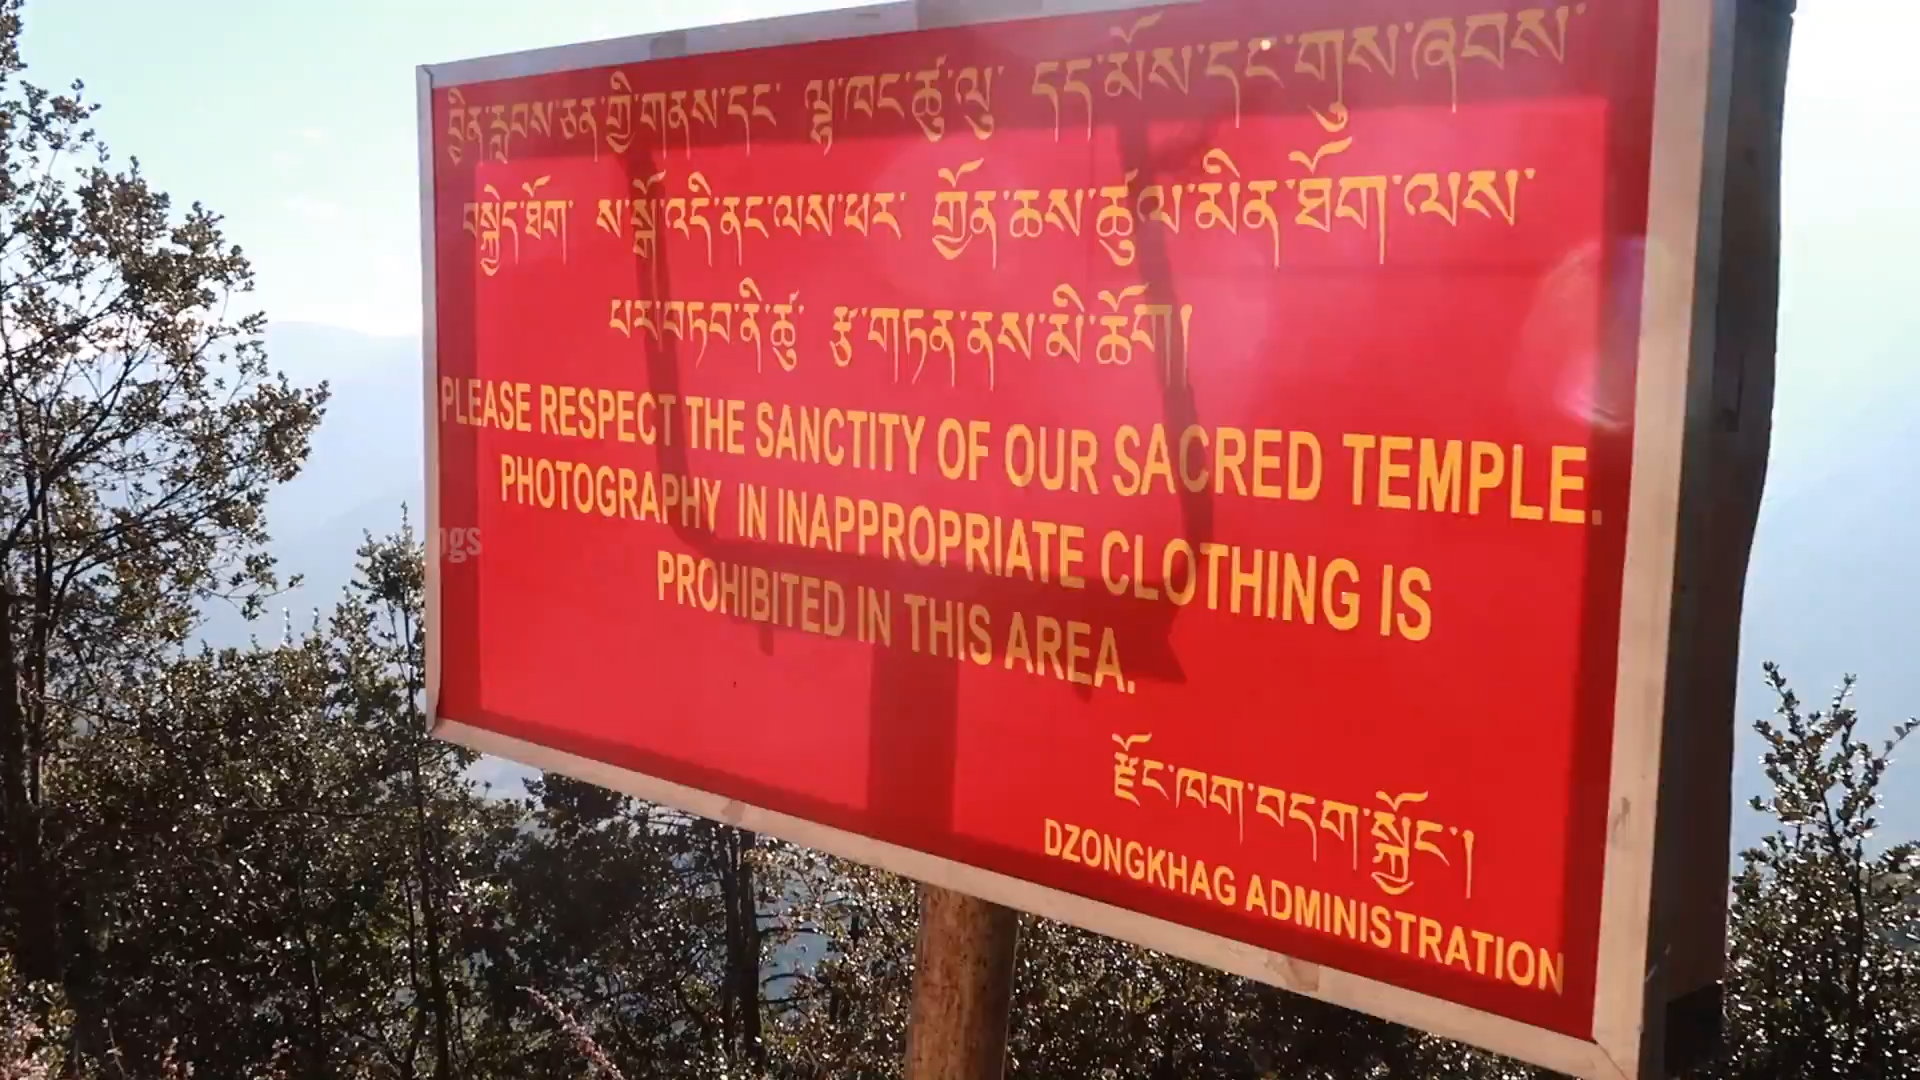 བྱིན་རླབས་ཅན་གྱི་གནས་དང་ ལྷ་ཁང་ཚུ་ལུ་ དད་མོས་དང་གུས་ཞབས་
བསྐྱེད་ཐོག་ ས་སྒོ་འདི་ནང་ལས་ཕར་ གྱོན་ཆས་ཚུལ་མིན་ཐོག་ལས་
པར་བཏབ་ནི་ཚུ་ རྩ་གཏན་ནས་མི་ཆོག།
PLEASE RESPECT THE SANCTITY OF OUR SACRED TEMPLE.
PHOTOGRAPHY IN INAPPROPRIATE CLOTHING IS
PROHIBITED IN THIS AREA.
རྫོང་ཁག་བདག་སྐྱོང་།
DZONGKHAG ADMINISTRATION